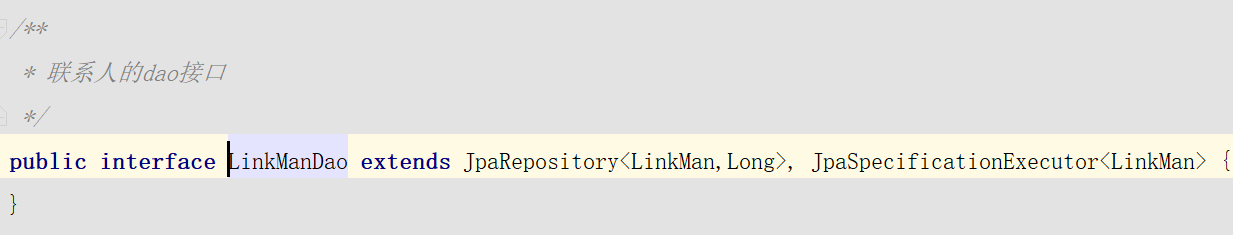 /**
* 联系人的dao接口
*/
public interface LinkManDao extends JpaRepository<LinkMan,Long>, JpaSpecificationExecutor<LinkMan> {
}